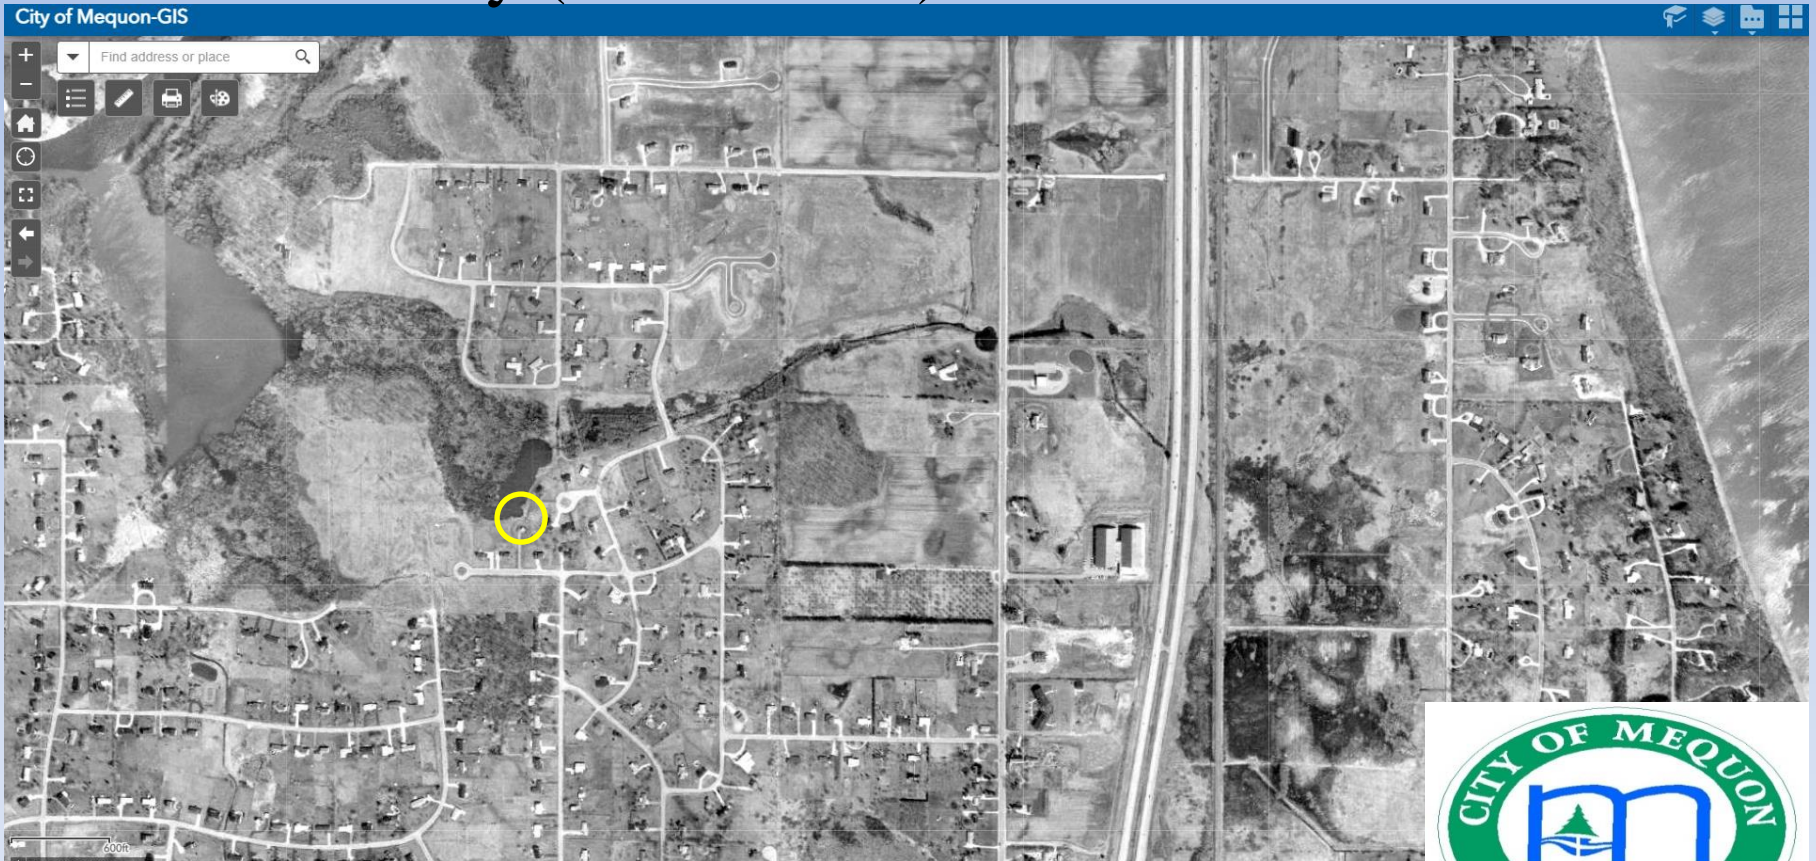 City of Mequon-GIS
Find address or place
600ft
CITY OF MEQUON